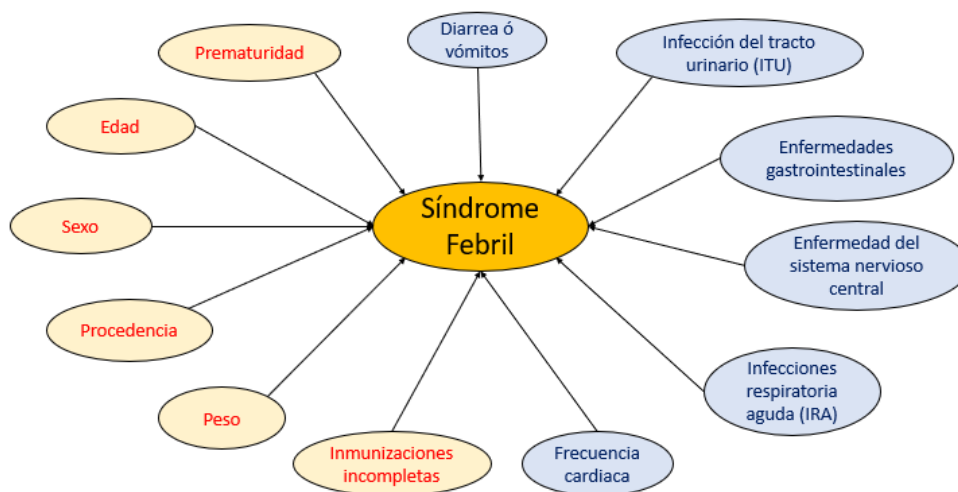 Prematuridad
Diarrea ó
vómitos
Infección del tracto
urinario (ITU)
Edad
Enfermedades
gastrointestinales
Síndrome
Febril
Sexo
Enfermedad del
sistema nervioso
central
Procedencia
Infecciones
respiratoria
aguda (IRA)
Peso
Inmunizaciones
incompletas
Frecuencia
cardiaca